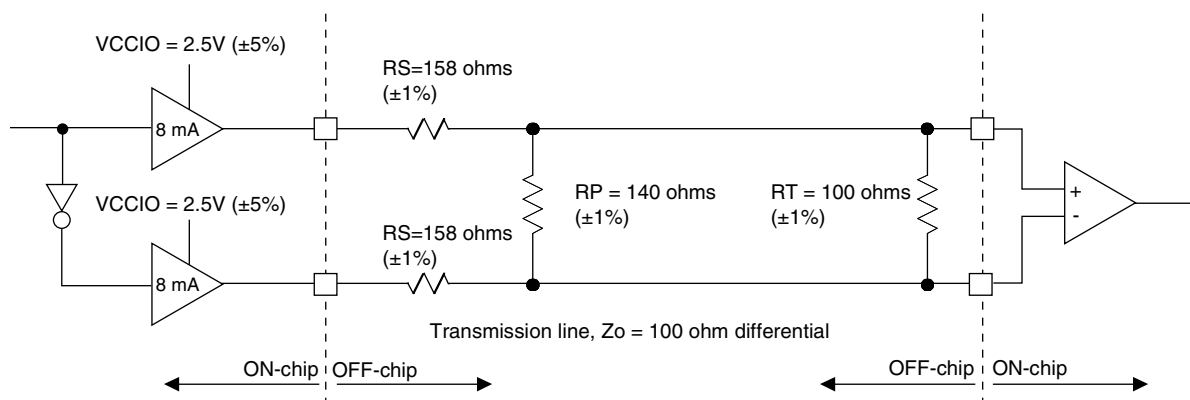 VCCIO = 2.5V (±5%)
8 mA
RS=158 ohms
(±1%)
VCCIO = 2.5V (±5%)
8 mA
RS=158 ohms
(±1%)
RP = 140 ohms
(±1%)
RT = 100 ohms
(±1%)
+
-
Transmission line, Zo = 100 ohm differential
ON-chip
OFF-chip
OFF-chip
ON-chip